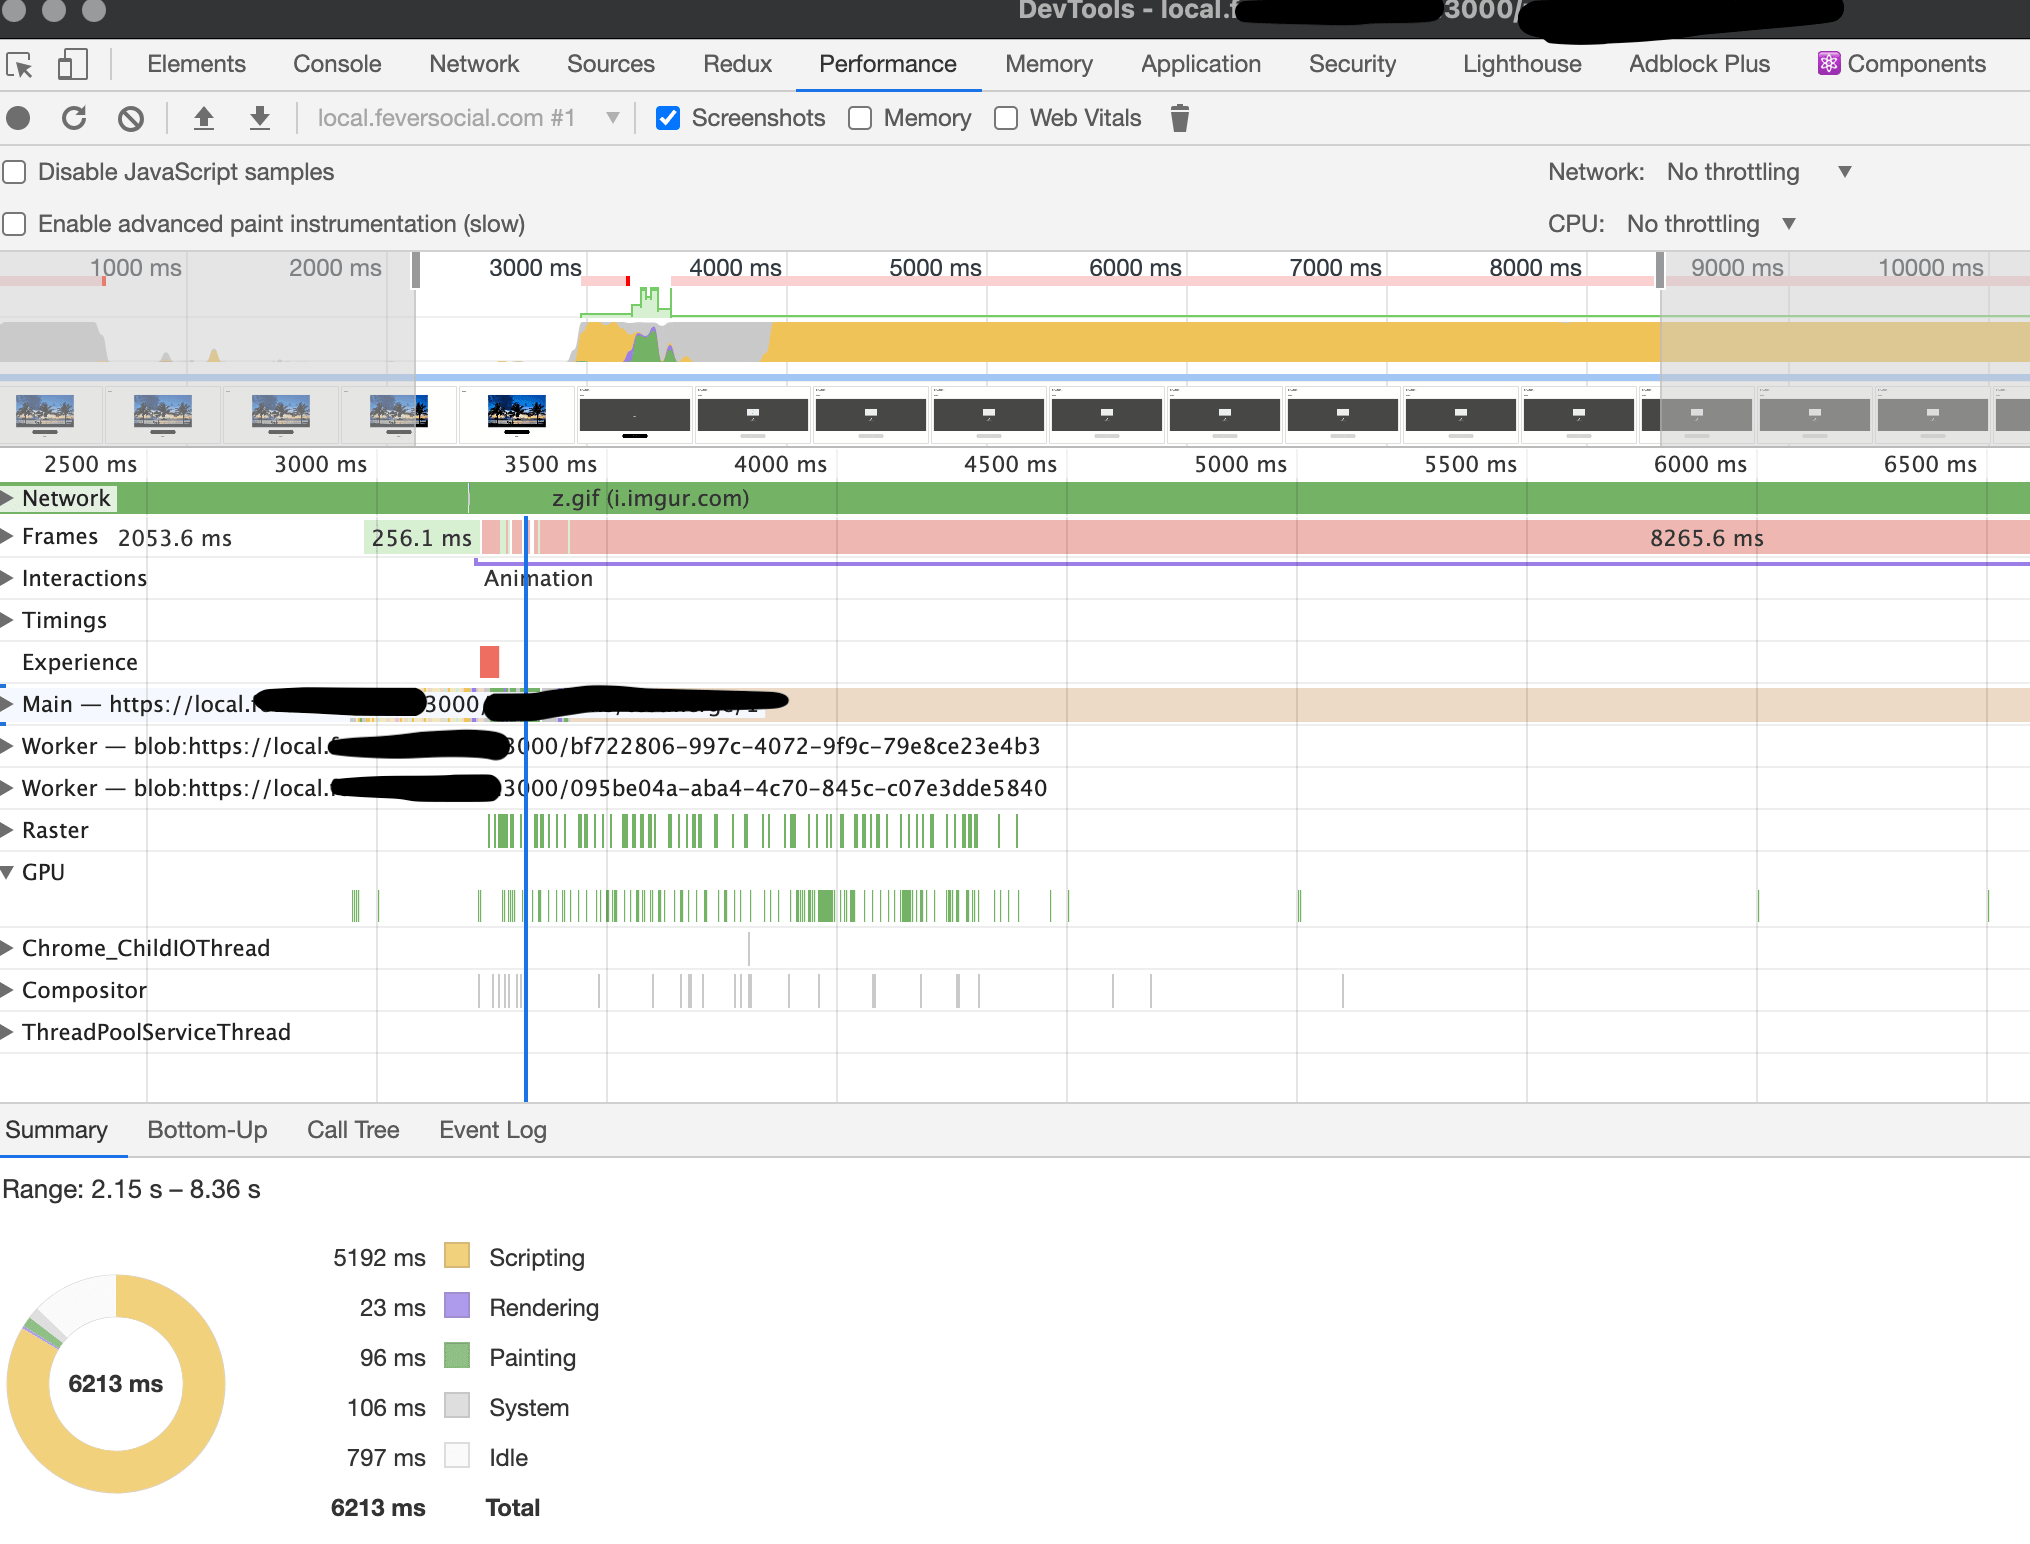 DevTools - local.f 3000/
Elements Console Network Sources Redux Performance Memory Application Security Lighthouse Adblock Plus Components
local.feversocial.com #1 Screenshots Memory Web Vitals
Disable JavaScript samples Network: No throttling
Enable advanced paint instrumentation (slow) CPU: No throttling
1000 ms 2000 ms 3000 ms 4000 ms 5000 ms 6000 ms 7000 ms 8000 ms 9000 ms 10000 ms
2500 ms 3000 ms 3500 ms 4000 ms 4500 ms 5000 ms 5500 ms 6000 ms 6500 ms
Network z.gif (i.imgur.com)
Frames 2053.6 ms 256.1 ms 8265.6 ms
Interactions Animation
Timings
Experience
Main — https://local. 3000/
Worker — blob:https://local. 3000/bf722806-997c-4072-9f9c-79e8ce23e4b3
Worker — blob:https://local. 3000/095be04a-aba4-4c70-845c-c07e3dde5840
Raster
GPU
Chrome_ChildIOThread
Compositor
ThreadPoolServiceThread
Summary Bottom-Up Call Tree Event Log
Range: 2.15 s – 8.36 s
5192 ms Scripting
23 ms Rendering
96 ms Painting
6213 ms
106 ms System
797 ms Idle
6213 ms Total